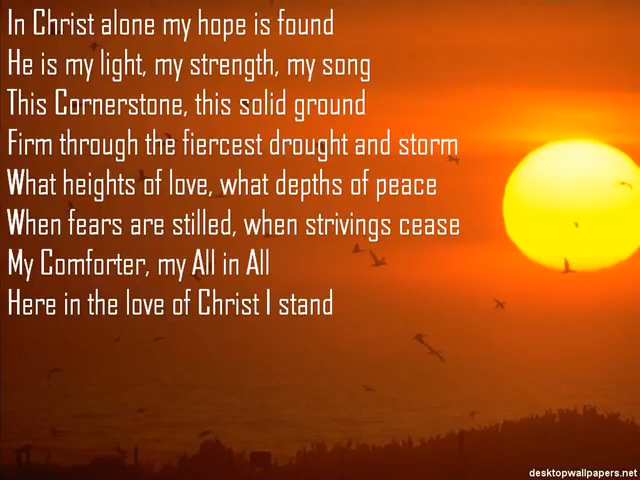 In Christ alone my hope is found
He is my light, my strength, my song
This Cornerstone, this solid ground
Firm through the fiercest drought and storm
What heights of love, what depths of peace
When fears are stilled, when strivings cease
My Comforter, my All in All
Here in the love of Christ I stand
desktopwallpapers.net